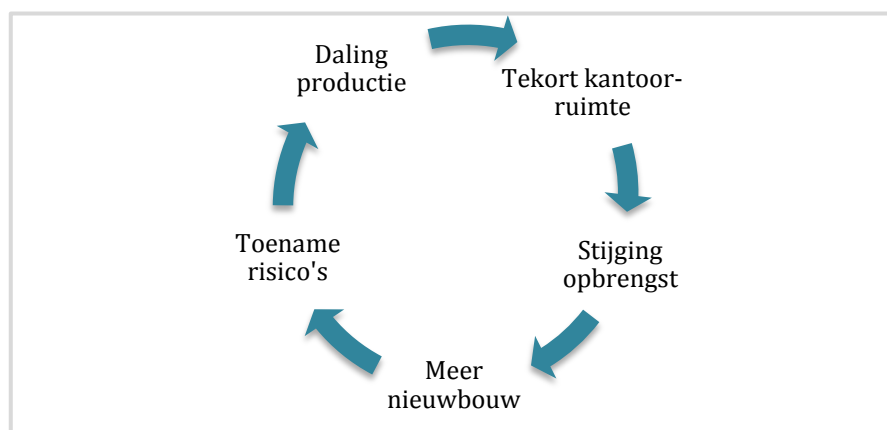 Daling
productie
Tekort kantoor-
ruimte
Stijging
opbrengst
Meer
nieuwbouw
Toename
risico's